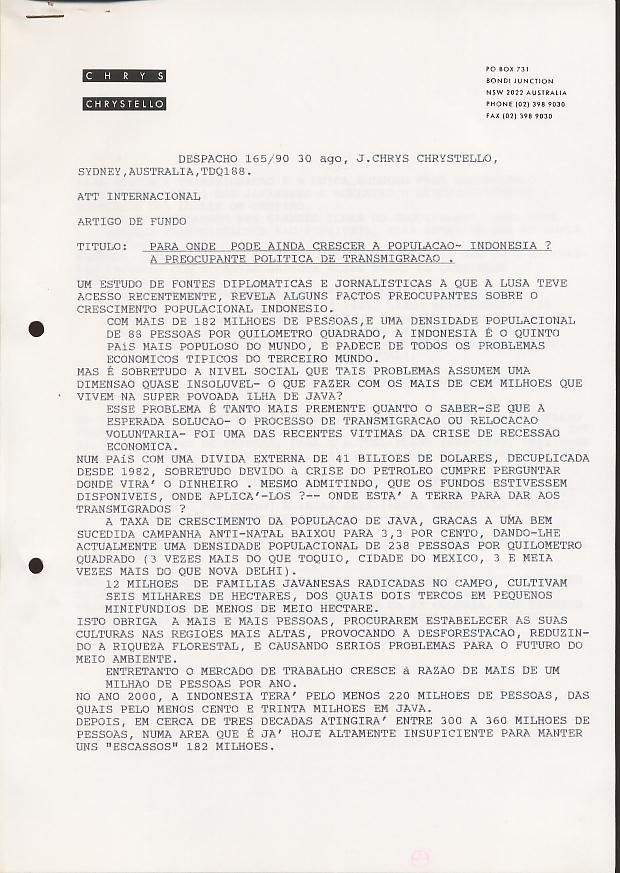 CHRYS
CHRYSTELLO
PO BOX 731
BONDI JUNCTION
NSW 2022 AUSTRALIA
PHONE (02) 398 9030
FAX (02) 398 9030
DESPACHO 165/90 30 ago, J.CHRYS CHRYSTELLO,
SYDNEY,AUSTRALIA,TDQ188.
ATT INTERNACIONAL
ARTIGO DE FUNDO
TITULO: PARA ONDE PODE AINDA CRESCER A POPULACAO- INDONESIA ?
A PREOCUPANTE POLITICA DE TRANSMIGRACAO .
UM ESTUDO DE FONTES DIPLOMATICAS E JORNALISTICAS A QUE A LUSA TEVE
ACESSO RECENTEMENTE, REVELA ALGUNS FACTOS PREOCUPANTES SOBRE O
CRESCIMENTO POPULACIONAL INDONESIO.
COM MAIS DE 182 MILHOES DE PESSOAS,E UMA DENSIDADE POPULACIONAL
DE 88 PESSOAS POR QUILOMETRO QUADRADO, A INDONESIA É O QUINTO
PAíS MAIS POPULOSO DO MUNDO, E PADECE DE TODOS OS PROBLEMAS
ECONOMICOS TIPICOS DO TERCEIRO MUNDO.
MAS É SOBRETUDO A NIVEL SOCIAL QUE TAIS PROBLEMAS ASSUMEM UMA
DIMENSAO QUASE INSOLUVEL- O QUE FAZER COM OS MAIS DE CEM MILHOES QUE
VIVEM NA SUPER POVOADA ILHA DE JAVA?
ESSE PROBLEMA É TANTO MAIS PREMENTE QUANTO O SABER-SE QUE A
ESPERADA SOLUCAO- O PROCESSO DE TRANSMIGRACAO OU RELOCACAO
VOLUNTARIA- FOI UMA DAS RECENTES VITIMAS DA CRISE DE RECESSAO
ECONOMICA.
NUM PAíS COM UMA DIVIDA EXTERNA DE 41 BILIOES DE DOLARES, DECUPLICADA
DESDE 1982, SOBRETUDO DEVIDO à CRISE DO PETROLEO CUMPRE PERGUNTAR
DONDE VIRA' O DINHEIRO . MESMO ADMITINDO, QUE OS FUNDOS ESTIVESSEM
DISPONIVEIS, ONDE APLICA'-LOS ?-- ONDE ESTA' A TERRA PARA DAR AOS
TRANSMIGRADOS ?
A TAXA DE CRESCIMENTO DA POPULACAO DE JAVA, GRACAS A UMA BEM
SUCEDIDA CAMPANHA ANTI-NATAL BAIXOU PARA 3,3 POR CENTO, DANDO-LHE
ACTUALMENTE UMA DENSIDADE POPULACIONAL DE 238 PESSOAS POR QUILOMETRO
QUADRADO (3 VEZES MAIS DO QUE TOQUIO, CIDADE DO MEXICO, 3 E MEIA
VEZES MAIS DO QUE NOVA DELHI).
12 MILHOES DE FAMILIAS JAVANESAS RADICADAS NO CAMPO, CULTIVAM
SEIS MILHARES DE HECTARES, DOS QUAIS DOIS TERCOS EM PEQUENOS
MINIFUNDIOS DE MENOS DE MEIO HECTARE.
ISTO OBRIGA A MAIS E MAIS PESSOAS, PROCURAREM ESTABELECER AS SUAS
CULTURAS NAS REGIOES MAIS ALTAS, PROVOCANDO A DESFORESTACAO, REDUZIN-
DO A RIQUEZA FLORESTAL, E CAUSANDO SERIOS PROBLEMAS PARA O FUTURO DO
MEIO AMBIENTE.
ENTRETANTO O MERCADO DE TRABALHO CRESCE à RAZAO DE MAIS DE UM
MILHAO DE PESSOAS POR ANO.
NO ANO 2000, A INDONESIA TERA' PELO MENOS 220 MILHOES DE PESSOAS, DAS
QUAIS PELO MENOS CENTO E TRINTA MILHOES EM JAVA.
DEPOIS, EM CERCA DE TRES DECADAS ATINGIRA' ENTRE 300 A 360 MILHOES DE
PESSOAS, NUMA AREA QUE É JA' HOJE ALTAMENTE INSUFICIENTE PARA MANTER
UNS "ESCASSOS" 182 MILHOES.